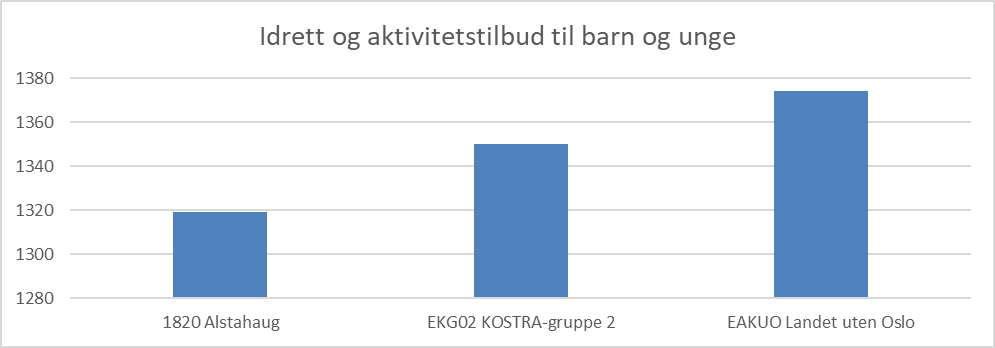 Idrett og aktivitetstilbud til barn og unge
1380
1360
1340
1320
1300
1280
1820 Alstahaug
EKG02 KOSTRA-gruppe 2
EAKUO Landet uten Oslo